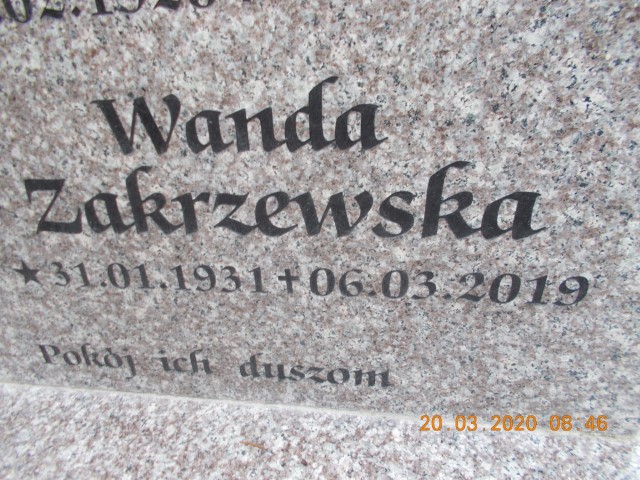 Wanda
Zakrzewska
★31.01.1931 ✝ 06.03.2019
Pokój ich duszom
20.03.2020 08:46